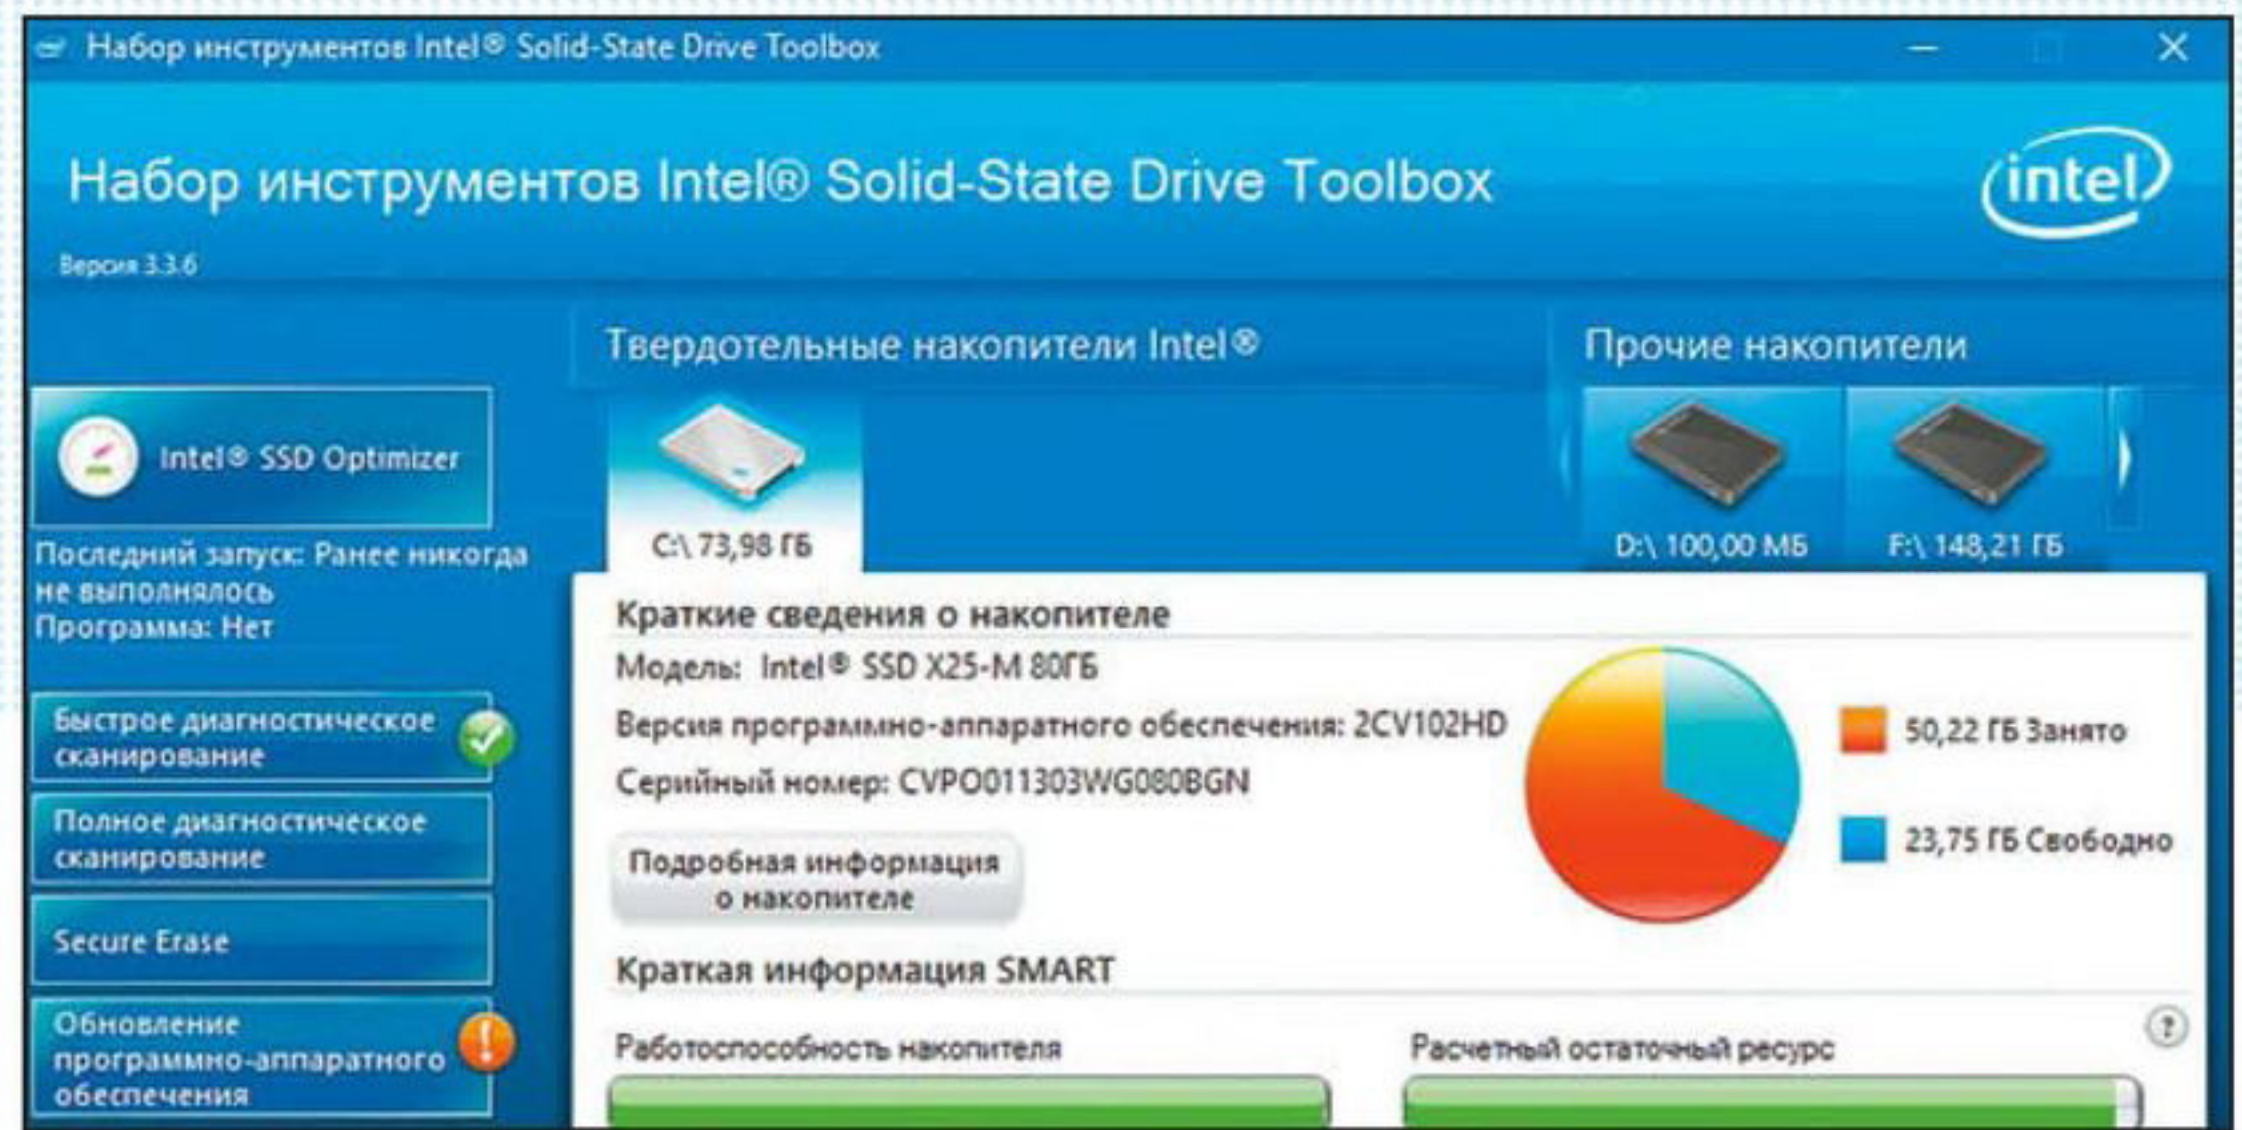 Набор инструментов Intel® Solid-State Drive Toolbox
Набор инструментов Intel® Solid-State Drive Toolbox
intel
Версия 3.3.6
Твердотельные накопители Intel®
Прочие накопители
Intel® SSD Optimizer
C:\ 73,98 ГБ
D:\ 100,00 МБ
F:\ 148,21 ГБ
Последний запуск: Ранее никогда
не выполнялось
Программа: Нет
Быстрое диагностическое
сканирование
Полное диагностическое
сканирование
Secure Erase
Обновление
программно-аппаратного
обеспечения
Краткие сведения о накопителе
Модель: Intel® SSD X25-M 80ГБ
Версия программно-аппаратного обеспечения: 2CV102HD
Серийный номер: CVPO011303WG080BGN
50,22 ГБ Занято
23,75 ГБ Свободно
Подробная информация
о накопителе
Краткая информация SMART
Работоспособность накопителя
Расчетный остаточный ресурс
?